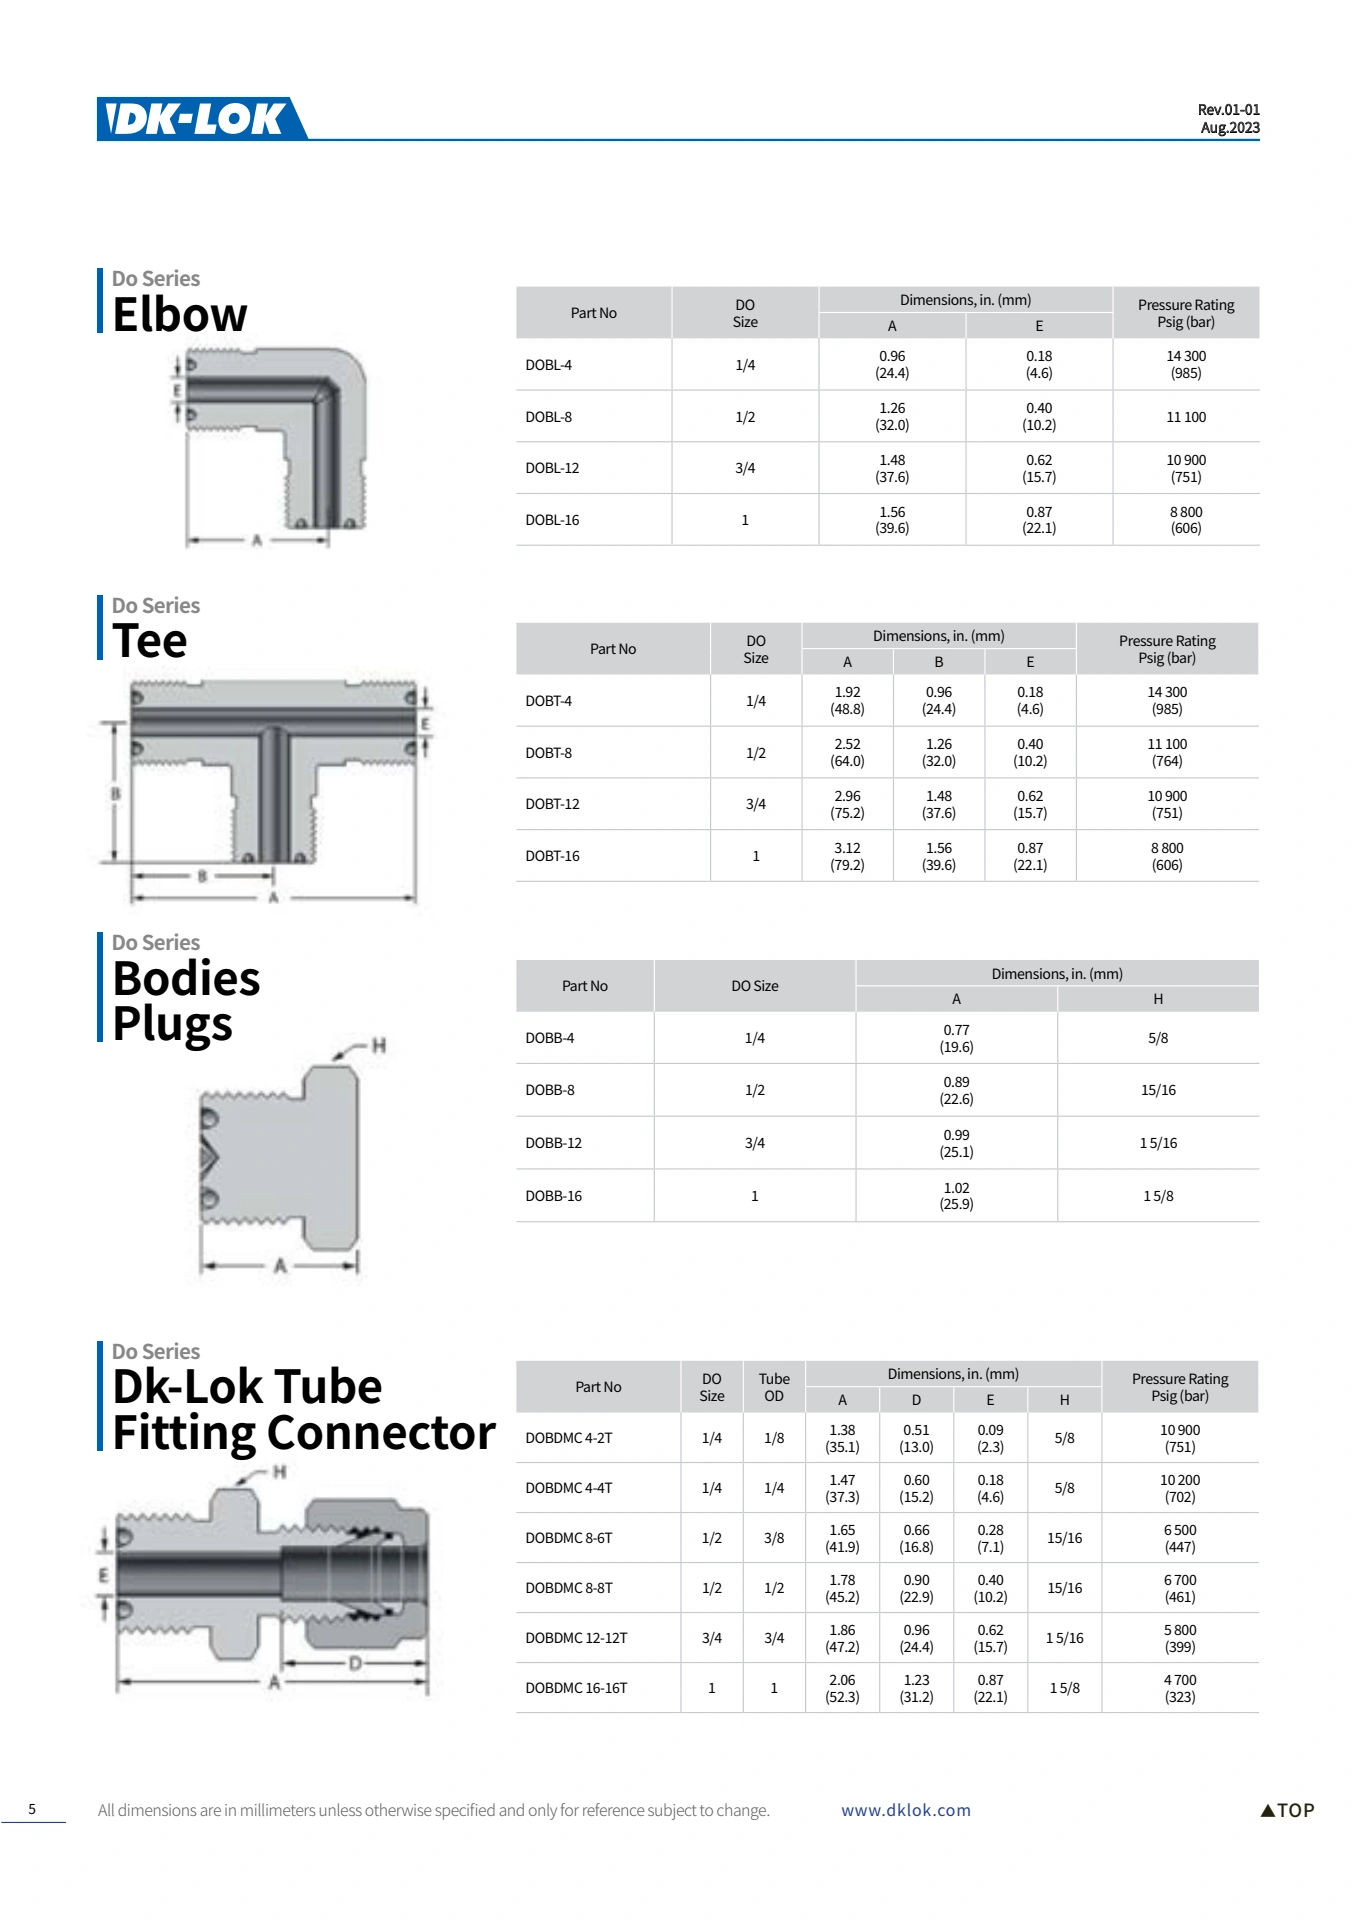 DK-LOK
Rev.01-01
Aug.2023
Do Series
Elbow
E
A
Part No
DO
Size
Dimensions, in. (mm)
A
E
Pressure Rating
Psig (bar)
DOBL-4 1/4 0.96 (24.4) 0.18 (4.6) 14 300 (985)
DOBL-8 1/2 1.26 (32.0) 0.40 (10.2) 11 100
DOBL-12 3/4 1.48 (37.6) 0.62 (15.7) 10 900 (751)
DOBL-16 1 1.56 (39.6) 0.87 (22.1) 8 800 (606)
Do Series
Tee
E
B
B
A
Part No
DO
Size
Dimensions, in. (mm)
A
B
E
Pressure Rating
Psig (bar)
DOBT-4 1/4 1.92 (48.8) 0.96 (24.4) 0.18 (4.6) 14 300 (985)
DOBT-8 1/2 2.52 (64.0) 1.26 (32.0) 0.40 (10.2) 11 100 (764)
DOBT-12 3/4 2.96 (75.2) 1.48 (37.6) 0.62 (15.7) 10 900 (751)
DOBT-16 1 3.12 (79.2) 1.56 (39.6) 0.87 (22.1) 8 800 (606)
Do Series
Bodies
Plugs
H
A
Part No
DO Size
Dimensions, in. (mm)
A
H
DOBB-4 1/4 0.77 (19.6) 5/8
DOBB-8 1/2 0.89 (22.6) 15/16
DOBB-12 3/4 0.99 (25.1) 1 5/16
DOBB-16 1 1.02 (25.9) 1 5/8
Do Series
Dk-Lok Tube
Fitting Connector
H
E
D
A
Part No
DO
Size
Tube
OD
Dimensions, in. (mm)
A
D
E
H
Pressure Rating
Psig (bar)
DOBDMC 4-2T 1/4 1/8 1.38 (35.1) 0.51 (13.0) 0.09 (2.3) 5/8 10 900 (751)
DOBDMC 4-4T 1/4 1/4 1.47 (37.3) 0.60 (15.2) 0.18 (4.6) 5/8 10 200 (702)
DOBDMC 8-6T 1/2 3/8 1.65 (41.9) 0.66 (16.8) 0.28 (7.1) 15/16 6 500 (447)
DOBDMC 8-8T 1/2 1/2 1.78 (45.2) 0.90 (22.9) 0.40 (10.2) 15/16 6 700 (461)
DOBDMC 12-12T 3/4 3/4 1.86 (47.2) 0.96 (24.4) 0.62 (15.7) 1 5/16 5 800 (399)
DOBDMC 16-16T 1 1 2.06 (52.3) 1.23 (31.2) 0.87 (22.1) 1 5/8 4 700 (323)
5 All dimensions are in millimeters unless otherwise specified and only for reference subject to change. www.dklok.com ▲TOP